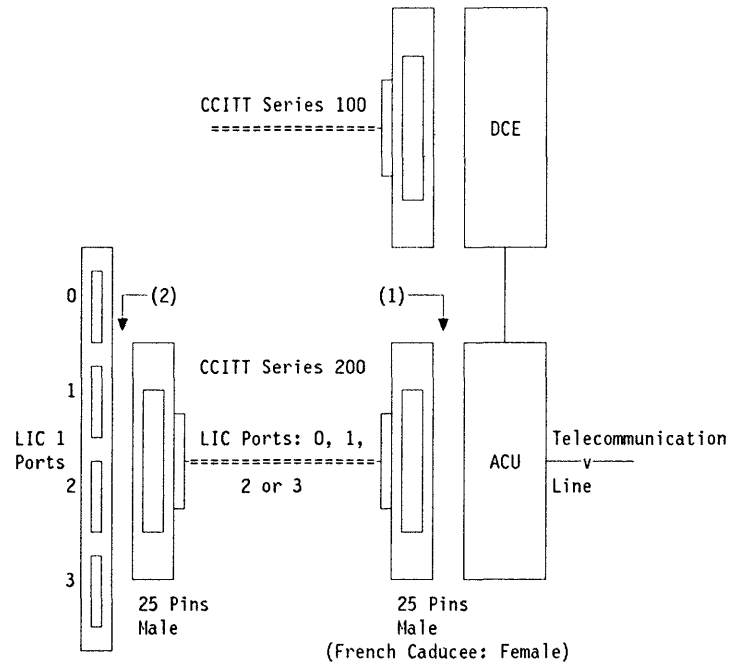 CCITT Series 100
DCE
0
(2)
(1)
1
CCITT Series 200
LIC 1
Ports
LIC Ports: 0, 1,
2 or 3
ACU
Telecommunication
v
Line
2
3
25 Pins
Male
25 Pins
Male
(French Caducee: Female)